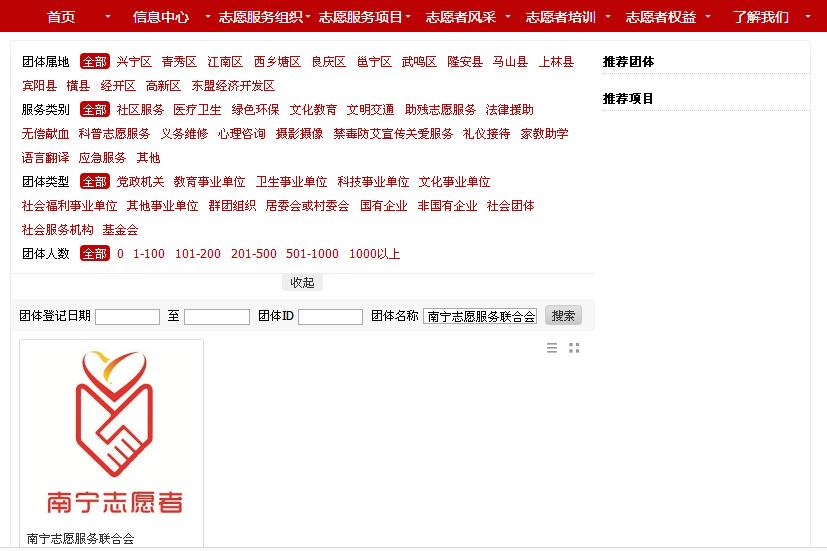 首页 信息中心 志愿服务组织 志愿服务项目 志愿者风采 志愿者培训 志愿者权益 了解我们
团体属地 全部 兴宁区 青秀区 江南区 西乡塘区 良庆区 邕宁区 武鸣区 隆安县 马山县 上林县
宾阳县 横县 经开区 高新区 东盟经济开发区
服务类别 全部 社区服务 医疗卫生 绿色环保 文化教育 文明交通 助残志愿服务 法律援助
无偿献血 科普志愿服务 义务维修 心理咨询 摄影摄像 禁毒防艾宣传关爱服务 礼仪接待 家教助学
语言翻译 应急服务 其他
团体类型 全部 党政机关 教育事业单位 卫生事业单位 科技事业单位 文化事业单位
社会福利事业单位 其他事业单位 群团组织 居委会或村委会 国有企业 非国有企业 社会团体
社会服务机构 基金会
团体人数 全部 0 1-100 101-200 201-500 501-1000 1000以上
收起
团体登记日期 至 团体ID 团体名称 南宁志愿服务联合会 搜索
南宁志愿者
南宁志愿服务联合会
推荐团体
推荐项目